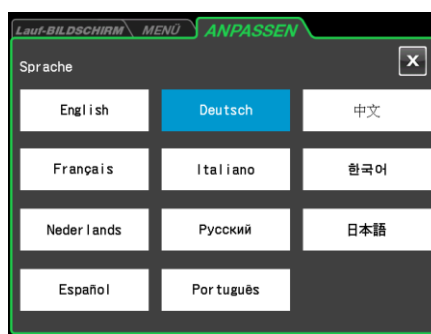 Lauf-BILDSCHIRM MENÜ ANPASSEN
Sprache X
English Deutsch 中文
Français Italiano 한국어
Nederlands Русский 日本語
Español Português